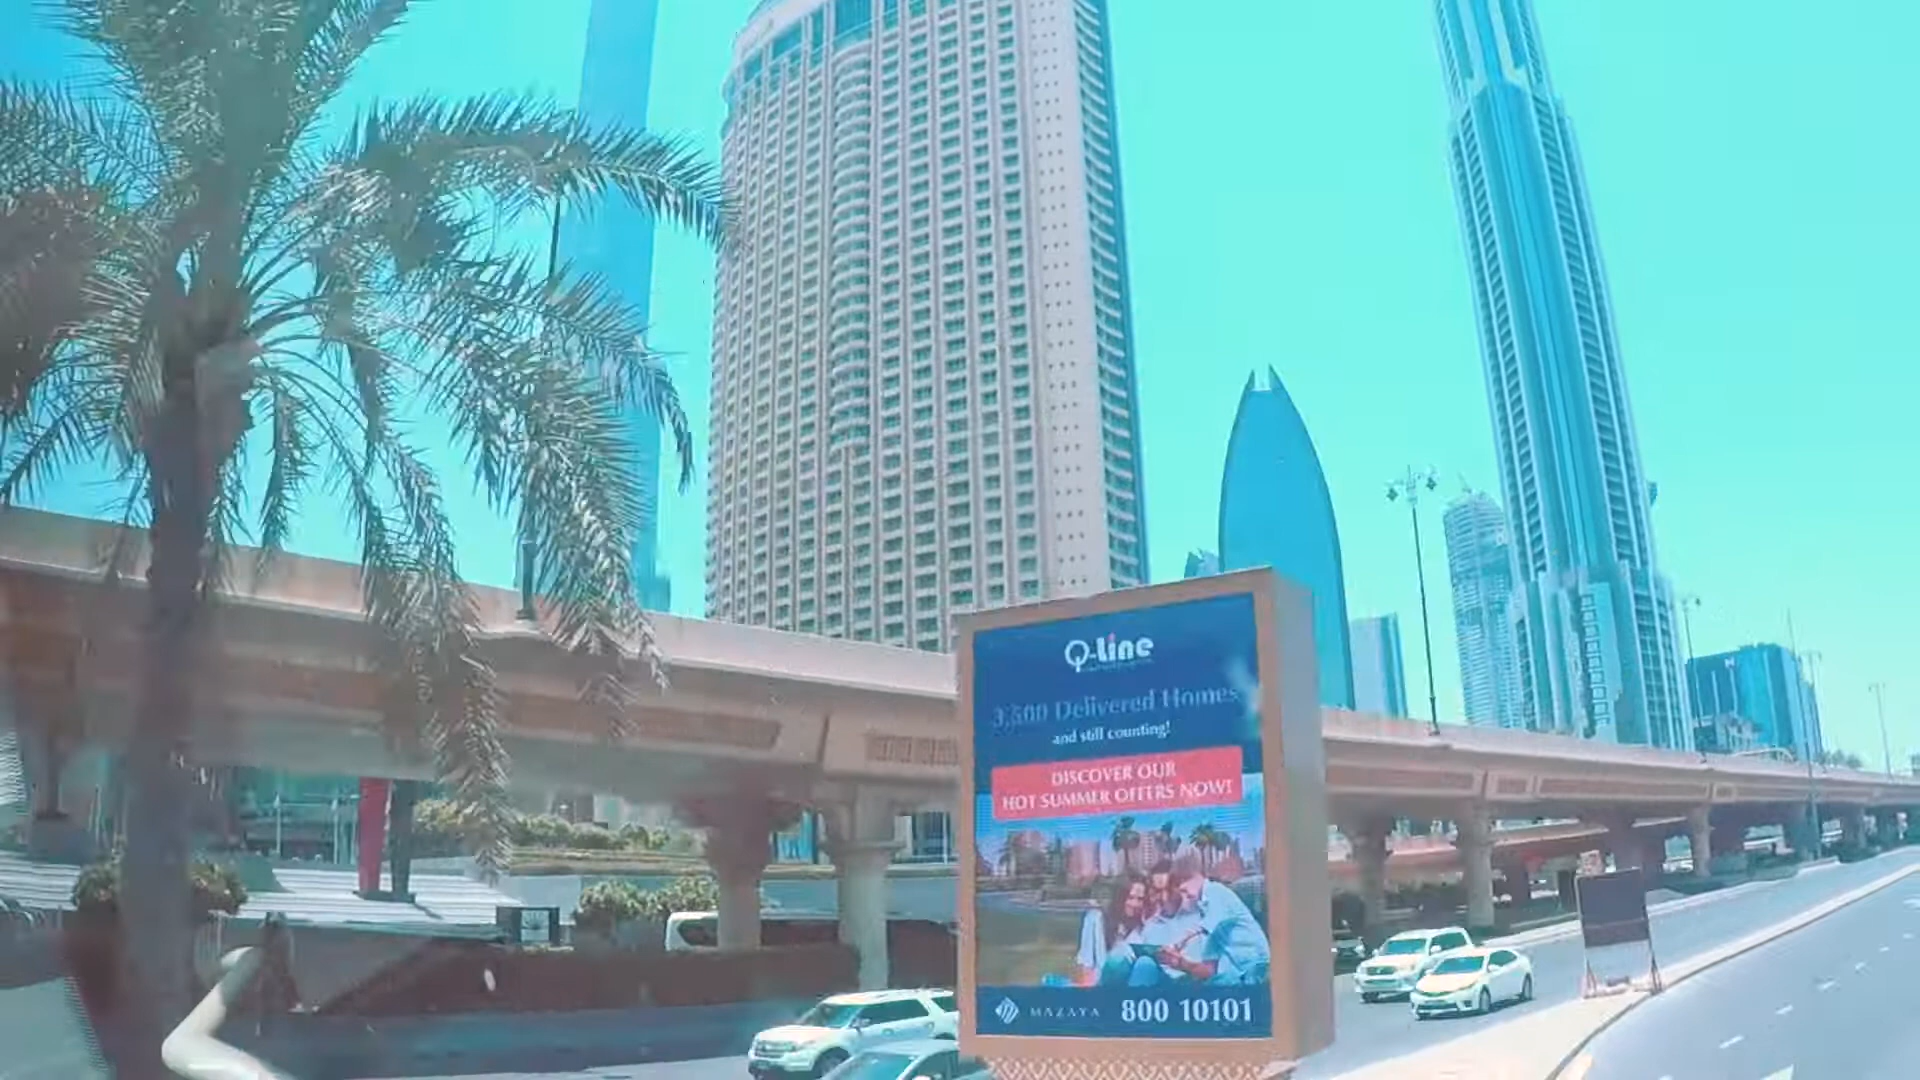 Q-Line
3,500 Delivered Homes
and still counting!
DISCOVER OUR
HOT SUMMER OFFERS NOW!
MAZAYA 800 10101